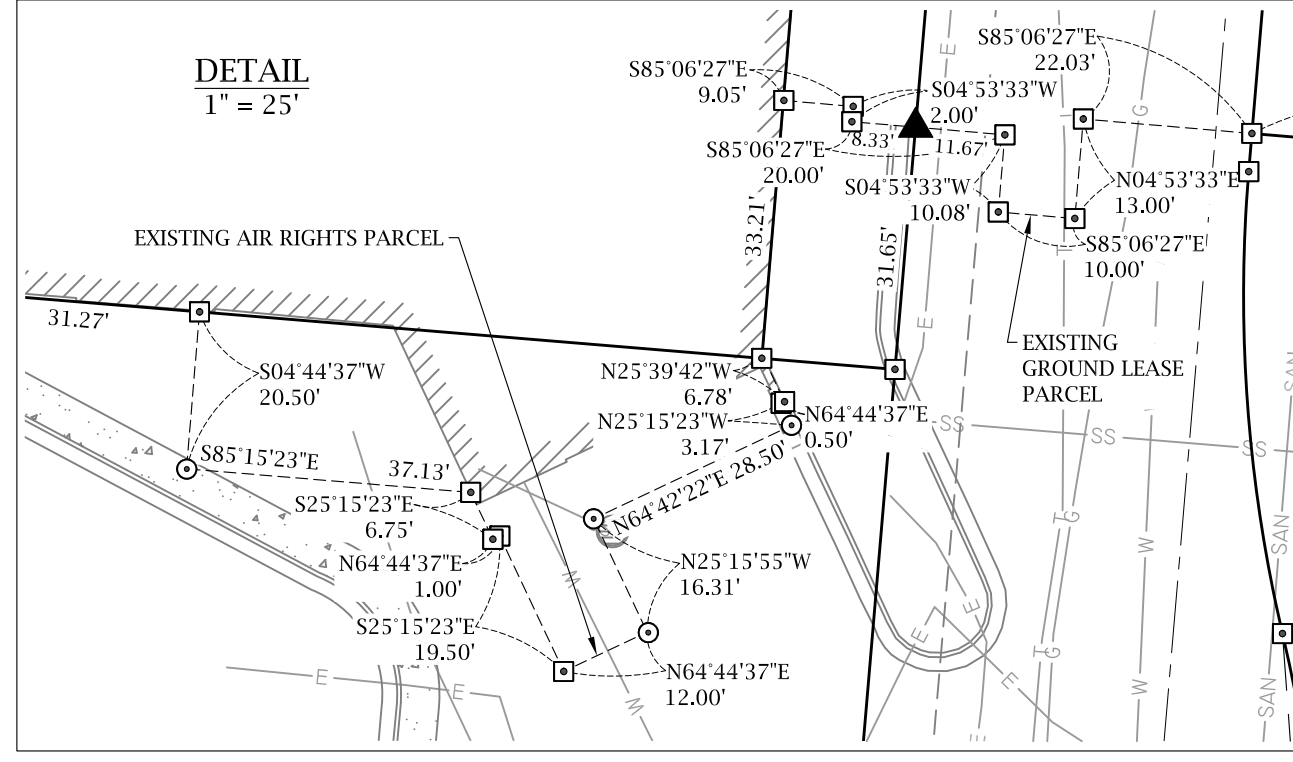 DETAIL
1" = 25'
S85°06'27"E
9.05'
S04°53'33"W
2.00'
S85°06'27"E
22.03'
8.33'
11.67'
S85°06'27"E
20.00'
S04°53'33"W
10.08'
N04°53'33"E
13.00'
S85°06'27"E
10.00'
33.21'
31.65'
EXISTING AIR RIGHTS PARCEL
EXISTING
GROUND LEASE
PARCEL
31.27'
S04°44'37"W
20.50'
N25°39'42"W
6.78'
N25°15'23"W
3.17'
N64°44'37"E
0.50'
S85°15'23"E
37.13'
N64°42'22"E 28.50'
S25°15'23"E
6.75'
N64°44'37"E
1.00'
N25°15'55"W
16.31'
S25°15'23"E
19.50'
N64°44'37"E
12.00'
E
E
E
E
E
E
E
E
G
G
G
T
T
W
W
W
W
SS
SS
SS
SAN
SAN
SAN